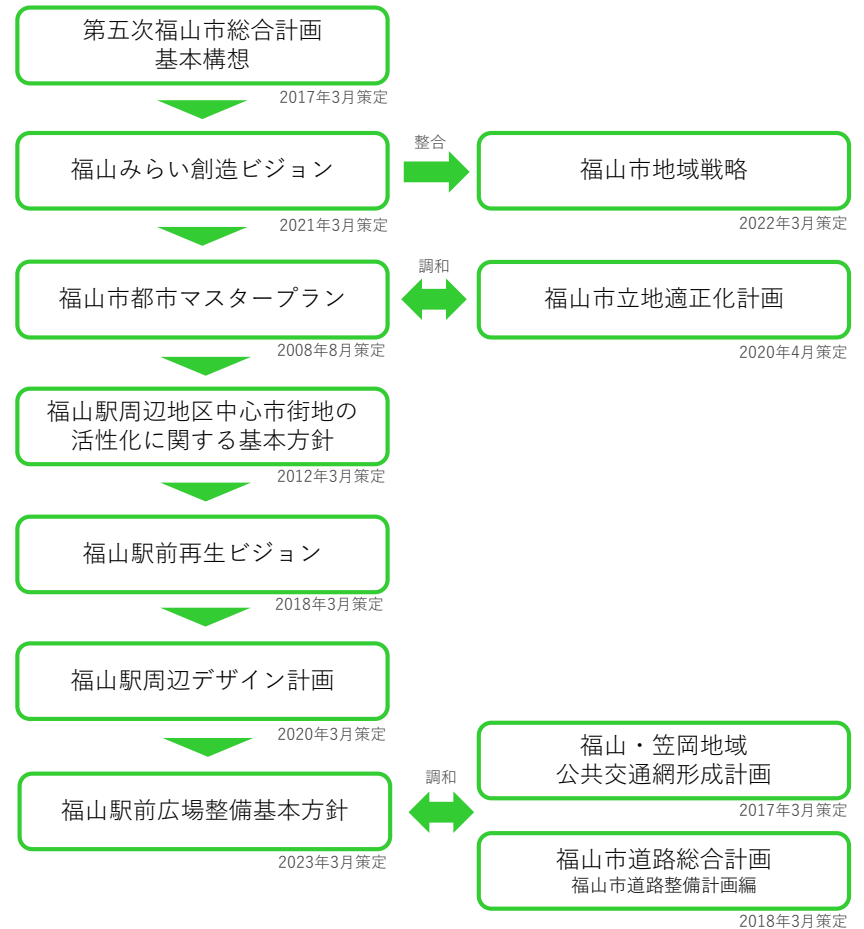 第五次福山市総合計画
基本構想
2017年3月策定
福山みらい創造ビジョン
2021年3月策定
整合
福山市地域戦略
2022年3月策定
福山市都市マスタープラン
2008年8月策定
調和
福山市立地適正化計画
2020年4月策定
福山駅周辺地区中心市街地の
活性化に関する基本方針
2012年3月策定
福山駅前再生ビジョン
2018年3月策定
福山駅周辺デザイン計画
2020年3月策定
福山駅前広場整備基本方針
2023年3月策定
調和
福山・笠岡地域
公共交通網形成計画
2017年3月策定
福山市道路総合計画
福山市道路整備計画編
2018年3月策定